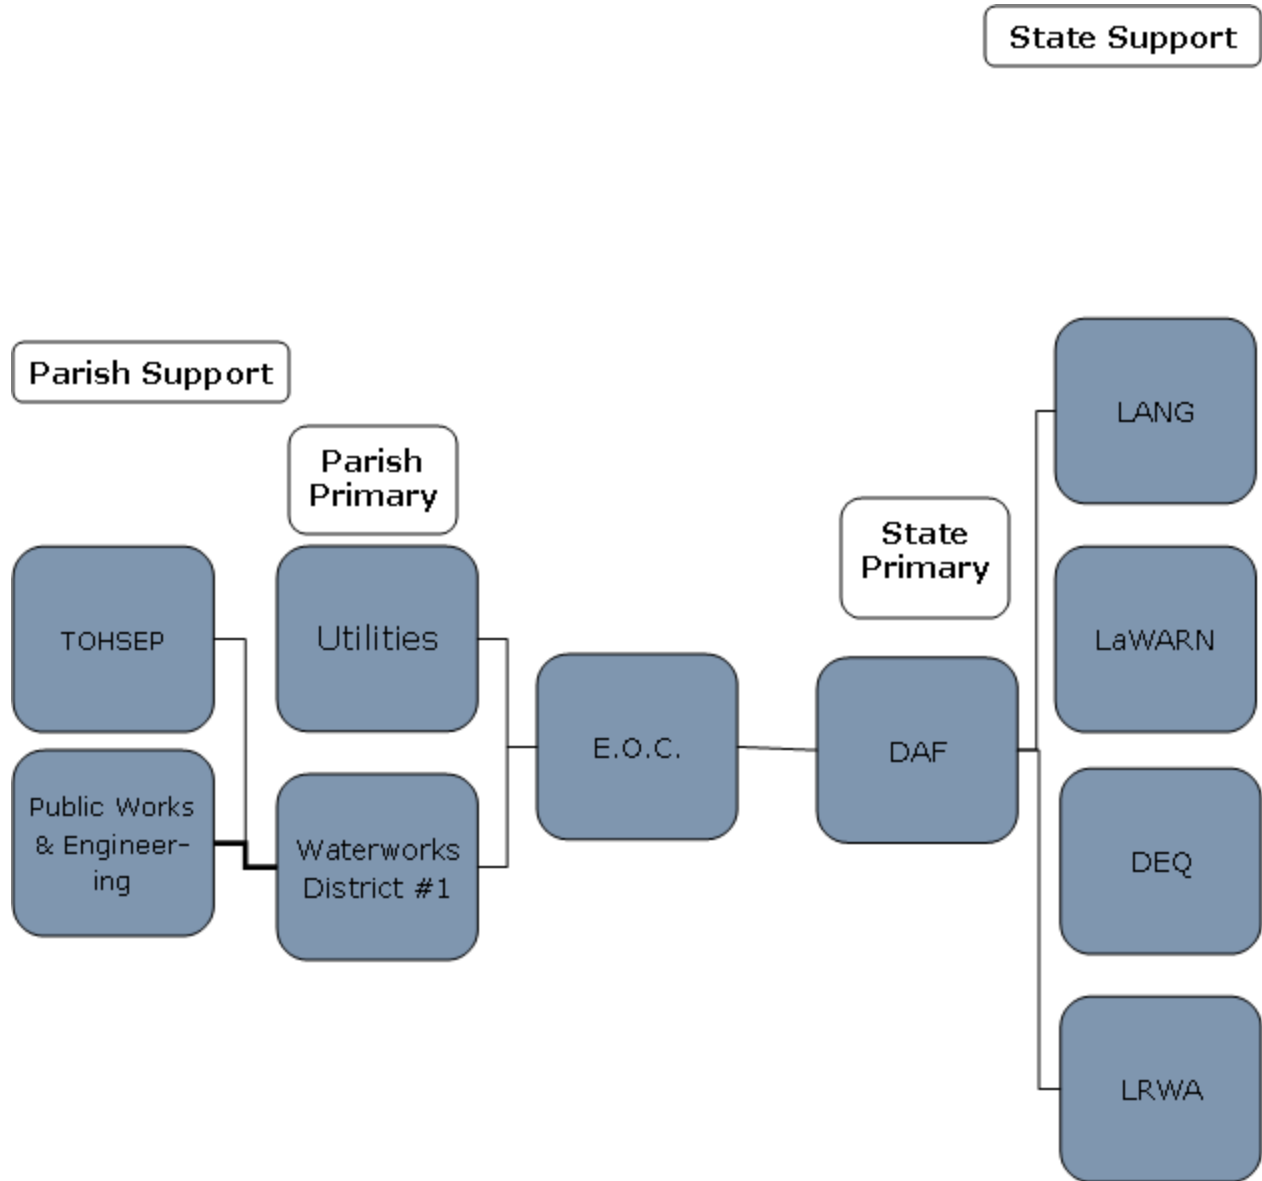 State Support
Parish Support
Parish
Primary
State
Primary
LANG
TOHSEP
Utilities
LaWARN
E.O.C.
DAF
Public Works
& Engineer-
ing
Waterworks
District #1
DEQ
LRWA